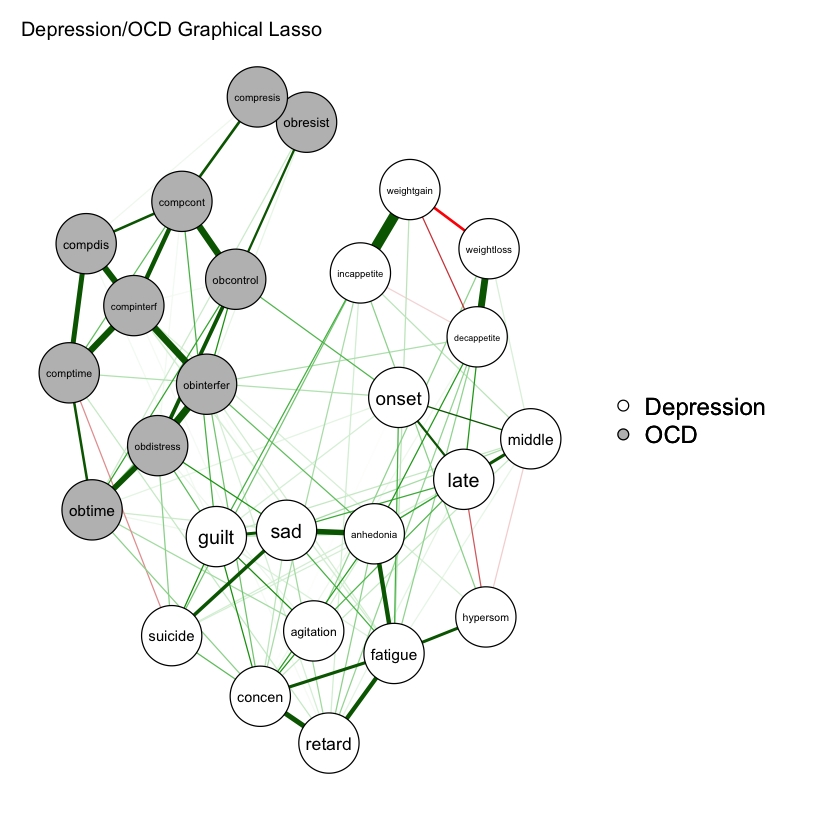 Depression/OCD Graphical Lasso
compresis
obresist
weightgain
compcont
compdis
weightloss
incappetite
obcontrol
compinterf
decappetite
comptime
obinterfer
onset
Depression
OCD
middle
obdistress
late
obtime
guilt
sad
anhedonia
hypersom
suicide
agitation
fatigue
concen
retard